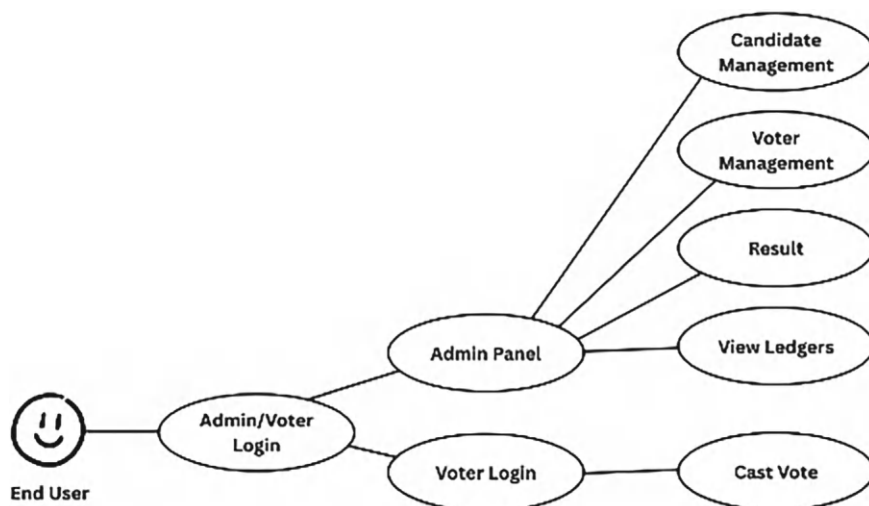 Candidate
Management
Voter
Management
Result
Admin Panel
View Ledgers
Admin/Voter
Login
Voter Login
Cast Vote
End User